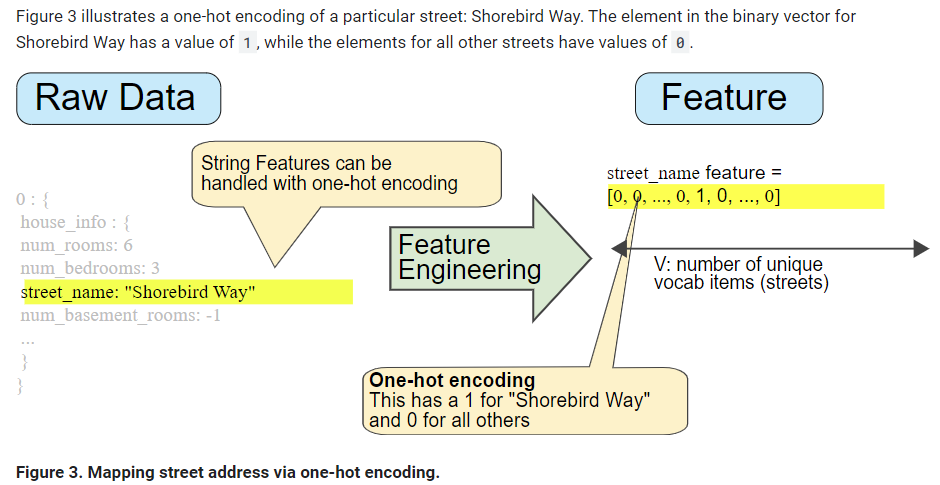 Figure 3 illustrates a one-hot encoding of a particular street: Shorebird Way. The element in the binary vector for
Shorebird Way has a value of 1, while the elements for all other streets have values of 0.
Raw Data
Feature
String Features can be
handled with one-hot encoding
0 : {
house_info : {
num_rooms: 6
num_bedrooms: 3
street_name: "Shorebird Way"
num_basement_rooms: -1
...
}
}
Feature
Engineering
street_name feature =
[0, 0, ..., 0, 1, 0, ..., 0]
V: number of unique
vocab items (streets)
One-hot encoding
This has a 1 for "Shorebird Way"
and 0 for all others
Figure 3. Mapping street address via one-hot encoding.